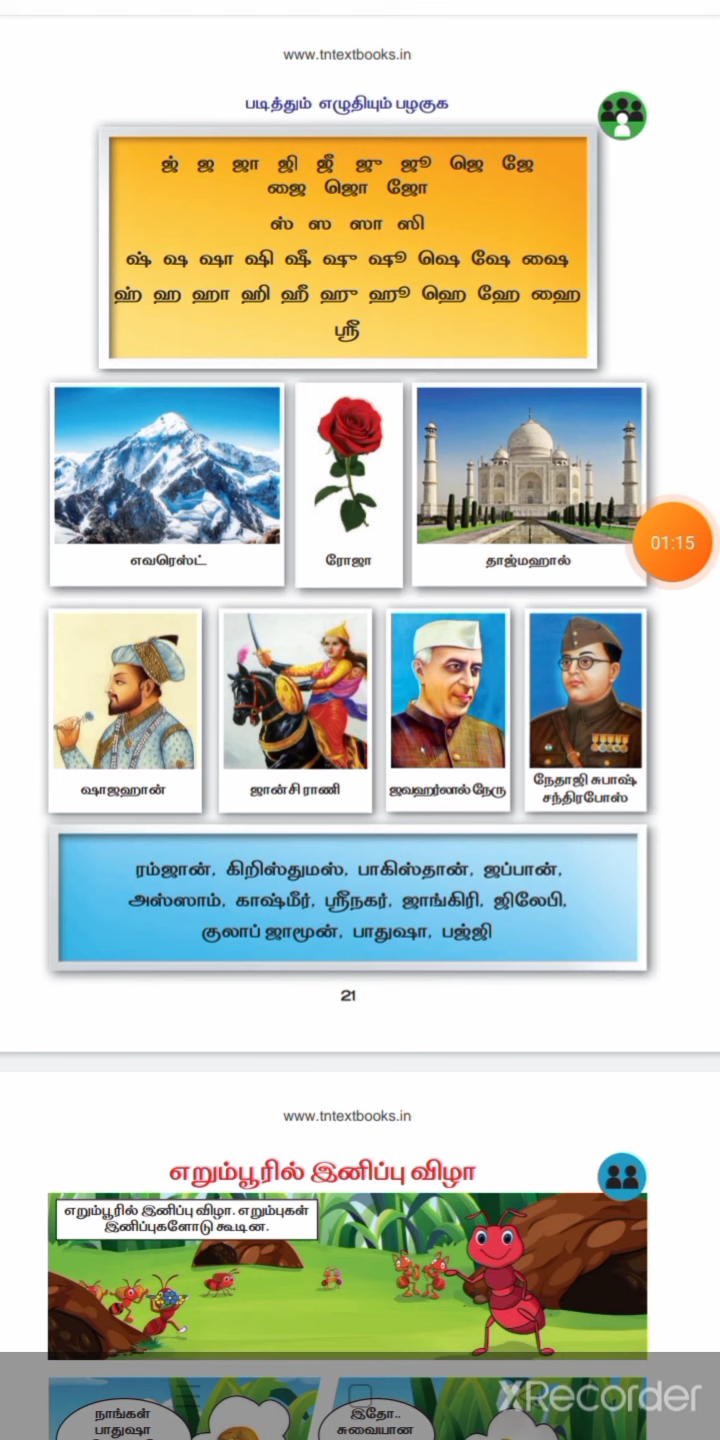 www.tntextbooks.in
படித்தும் எழுதியும் பழகுக
ஜ் ஜ ஜா ஜி ஜீ ஜு ஜூ ஜெ ஜே
ஜை ஜொ ஜோ
ஸ் ஸ ஸா ஸி
ஷ் ஷ ஷா ஷி ஷீ ஷு ஷூ ஷெ ஷே ஷை
ஹ் ஹ ஹா ஹி ஹீ ஹு ஹூ ஹெ ஹே ஹை
ஸ்ரீ
எவரெஸ்ட்
ரோஜா
தாஜ்மஹால்
01:15
ஷாஜஹான்
ஜான்சி ராணி
ஜவஹர்லால் நேரு
நேதாஜி சுபாஷ்
சந்திரபோஸ்
ரம்ஜான், கிறிஸ்துமஸ், பாகிஸ்தான், ஜப்பான்,
அஸ்ஸாம், காஷ்மீர், ஸ்ரீநகர், ஜாங்கிரி, ஜிலேபி,
குலாப் ஜாமூன், பாதுஷா, பஜ்ஜி
21
www.tntextbooks.in
எறும்பூரில் இனிப்பு விழா
எறும்பூரில் இனிப்பு விழா. எறும்புகள்
இனிப்புகளோடு கூடின.
நாங்கள்
பாதுஷா
இதோ..
சுவையான
XRecorder